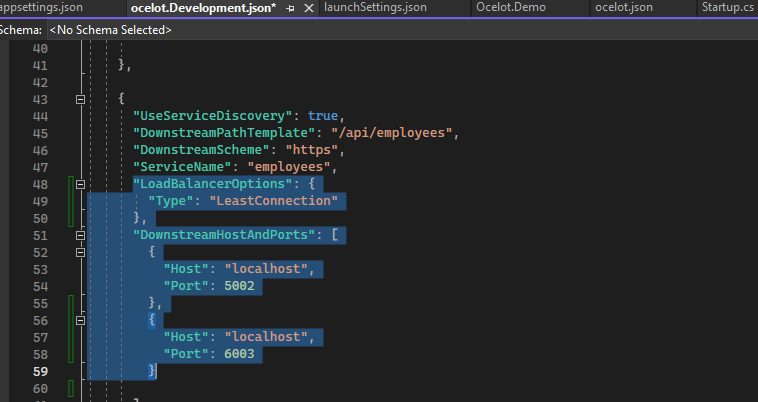 appsettings.json ocelot.Development.json* launchSettings.json Ocelot.Demo ocelot.json Startup.cs
Schema: <No Schema Selected>
40
41 },
42
43 {
44 "UseServiceDiscovery": true,
45 "DownstreamPathTemplate": "/api/employees",
46 "DownstreamScheme": "https",
47 "ServiceName": "employees",
48 "LoadBalancerOptions": {
49 "Type": "LeastConnection"
50 },
51 "DownstreamHostAndPorts": [
52 {
53 "Host": "localhost",
54 "Port": 5002
55 },
56 {
57 "Host": "localhost",
58 "Port": 6003
59 }
60